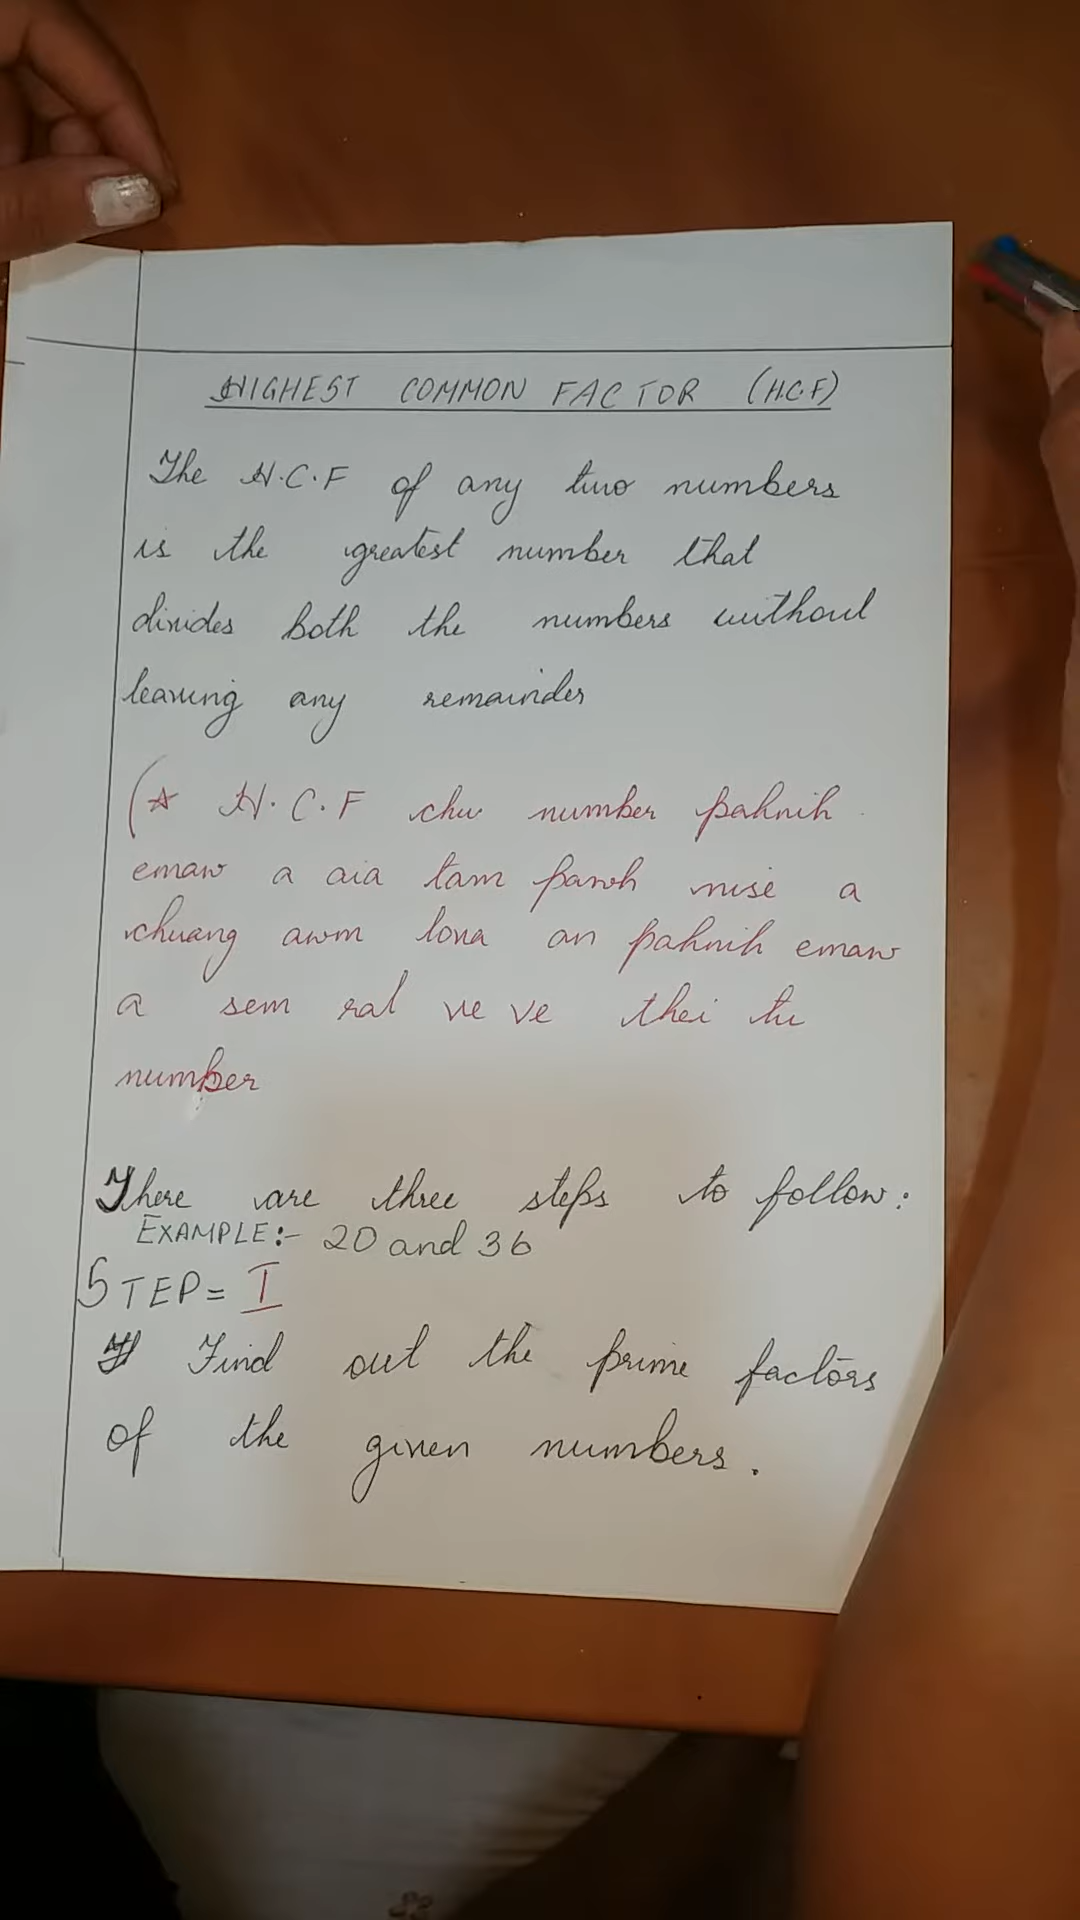 HIGHEST COMMON FACTOR (H.C.F)
The H.C.F of any two numbers
is the greatest number that
divides both the numbers without
leaving any remainder
(* H.C.F chu number pahnih
emaw a aia tam pawh nise a
chuang awm lova an pahnih emaw
a sem ral ve ve thei tu
number
There are three steps to follow:
EXAMPLE:- 20 and 36
STEP = I
Find out the prime factors
of the given numbers.